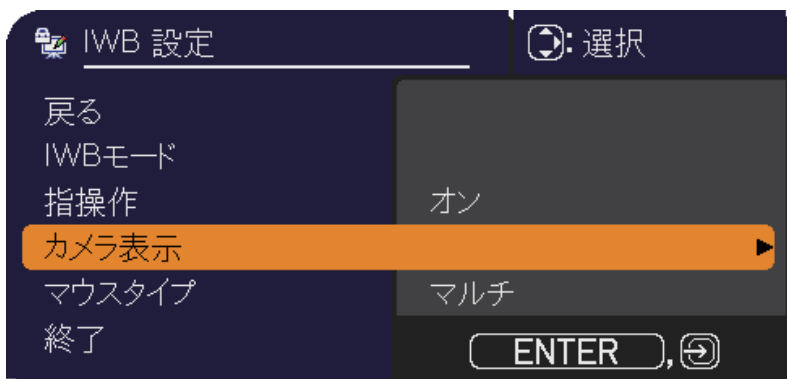 IWB 設定 : 選択
戻る
IWBモード
指操作 オン
カメラ表示
マウスタイプ マルチ
終了 ENTER ,